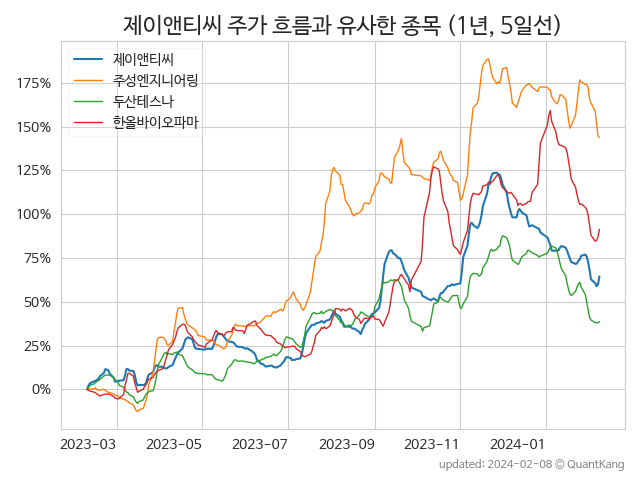 제이앤티씨 주가 흐름과 유사한 종목 (1년, 5일선)
제이앤티씨
주성엔지니어링
두산테스나
한올바이오파마
175%
150%
125%
100%
75%
50%
25%
0%
2023-03 2023-05 2023-07 2023-09 2023-11 2024-01
updated: 2024-02-08 © QuantKang